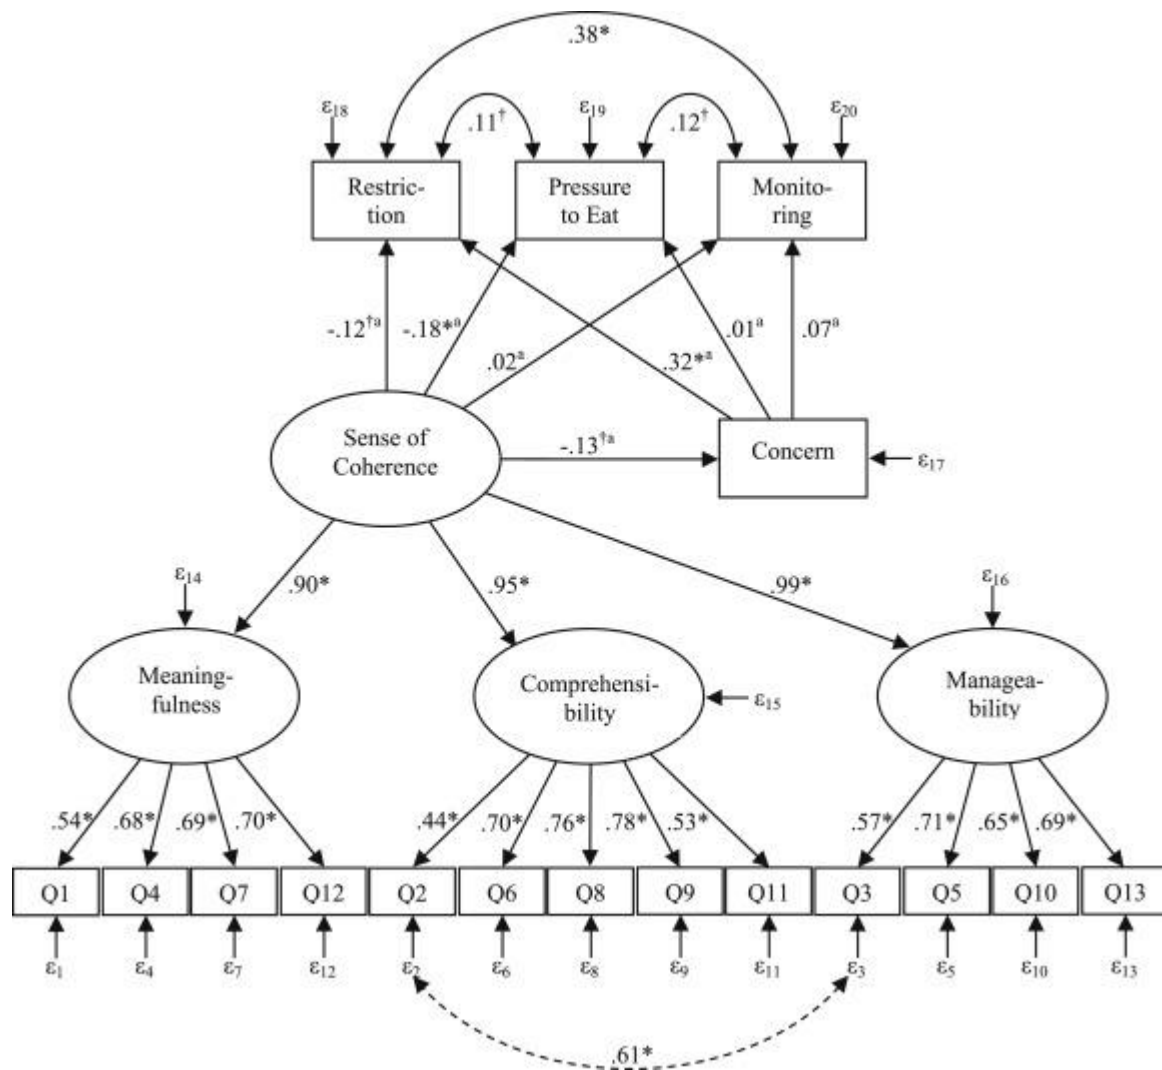 .38*
ε18
.11†
ε19
.12†
ε20
Restric-
tion
Pressure
to Eat
Monito-
ring
-.12†a
-.18*a
.02a
.32*a
.01a
.07a
Sense of
Coherence
-.13†a
Concern
ε17
ε14
.90*
.95*
.99*
ε16
Meaning-
fulness
Comprehensi-
bility
ε15
Managea-
bility
.54*
.68*
.69*
.70*
.44*
.70*
.76*
.78*
.53*
.57*
.71*
.65*
.69*
Q1
Q4
Q7
Q12
Q2
Q6
Q8
Q9
Q11
Q3
Q5
Q10
Q13
ε1
ε4
ε7
ε12
ε2
ε6
ε8
ε9
ε11
ε3
ε5
ε10
ε13
.61*